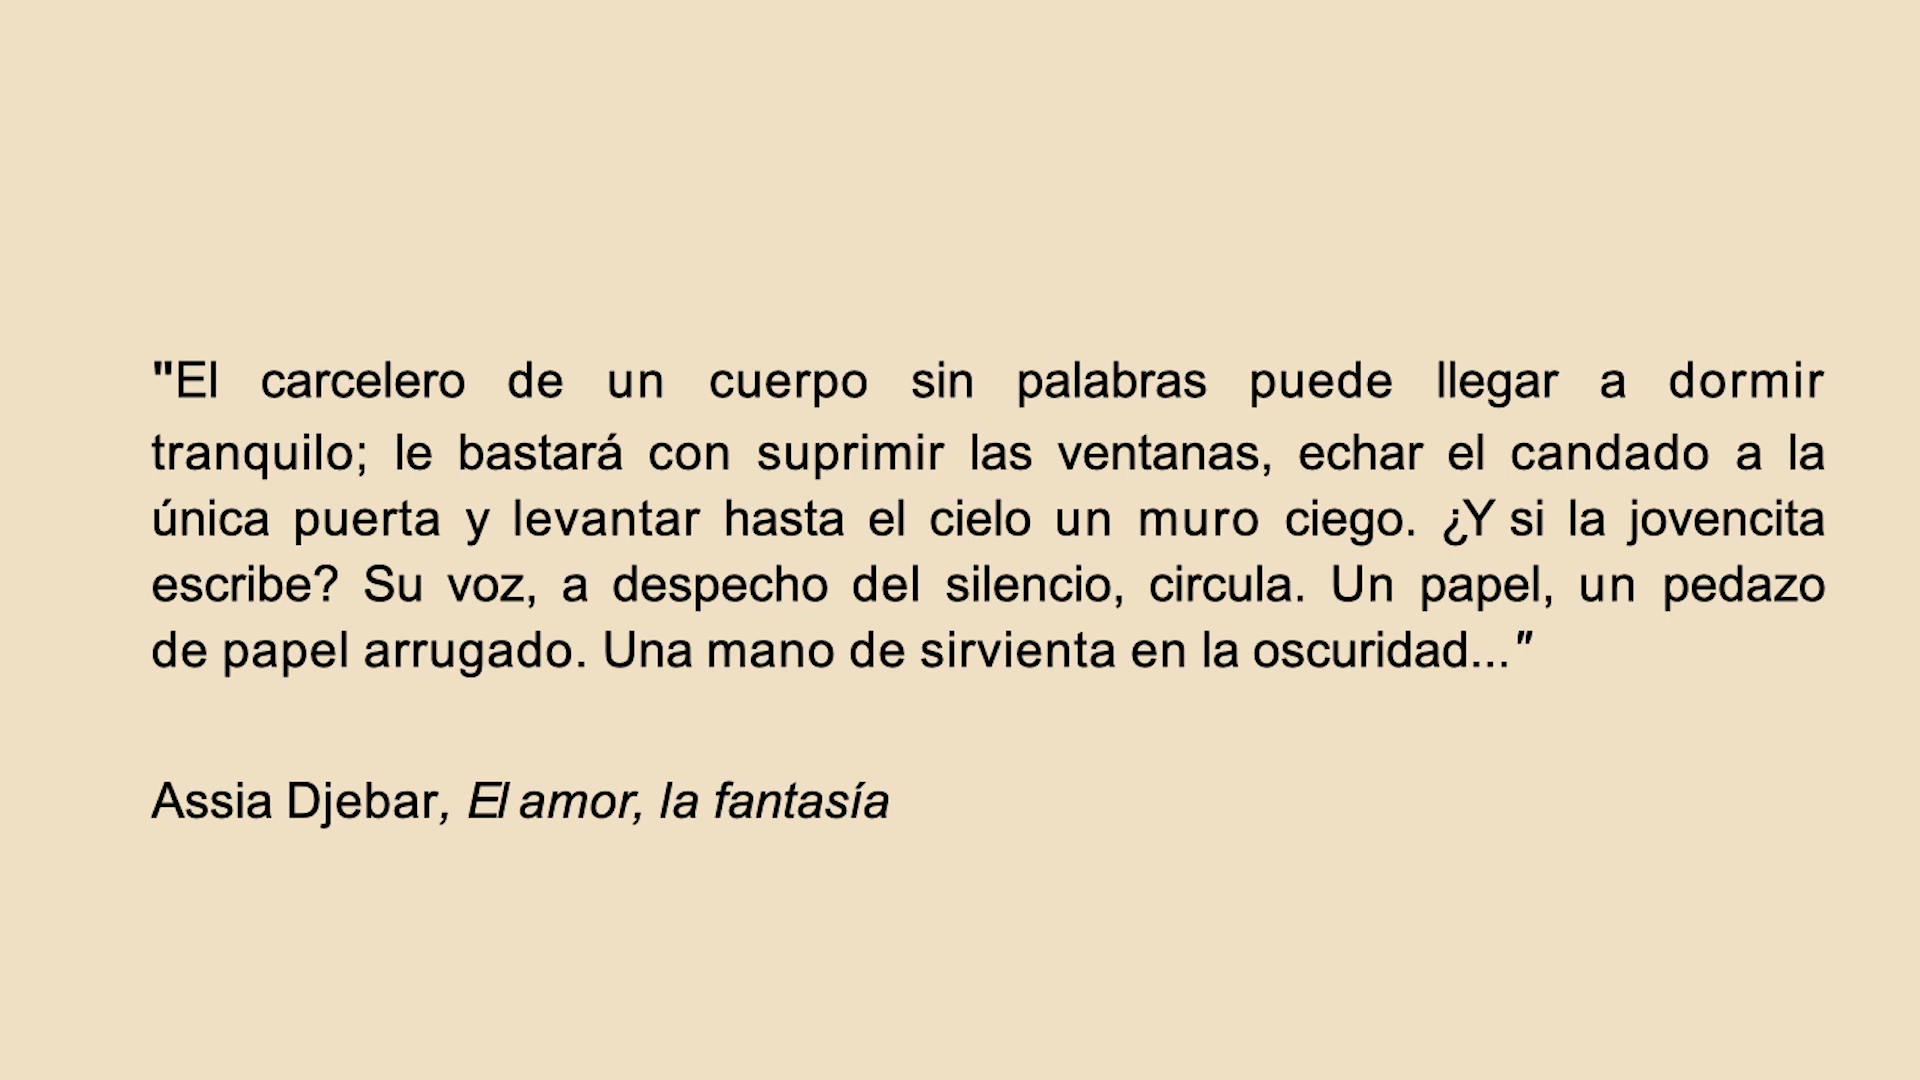 "El carcelero de un cuerpo sin palabras puede llegar a dormir
tranquilo; le bastará con suprimir las ventanas, echar el candado a la
única puerta y levantar hasta el cielo un muro ciego. ¿Y si la jovencita
escribe? Su voz, a despecho del silencio, circula. Un papel, un pedazo
de papel arrugado. Una mano de sirvienta en la oscuridad..."
Assia Djebar, El amor, la fantasía